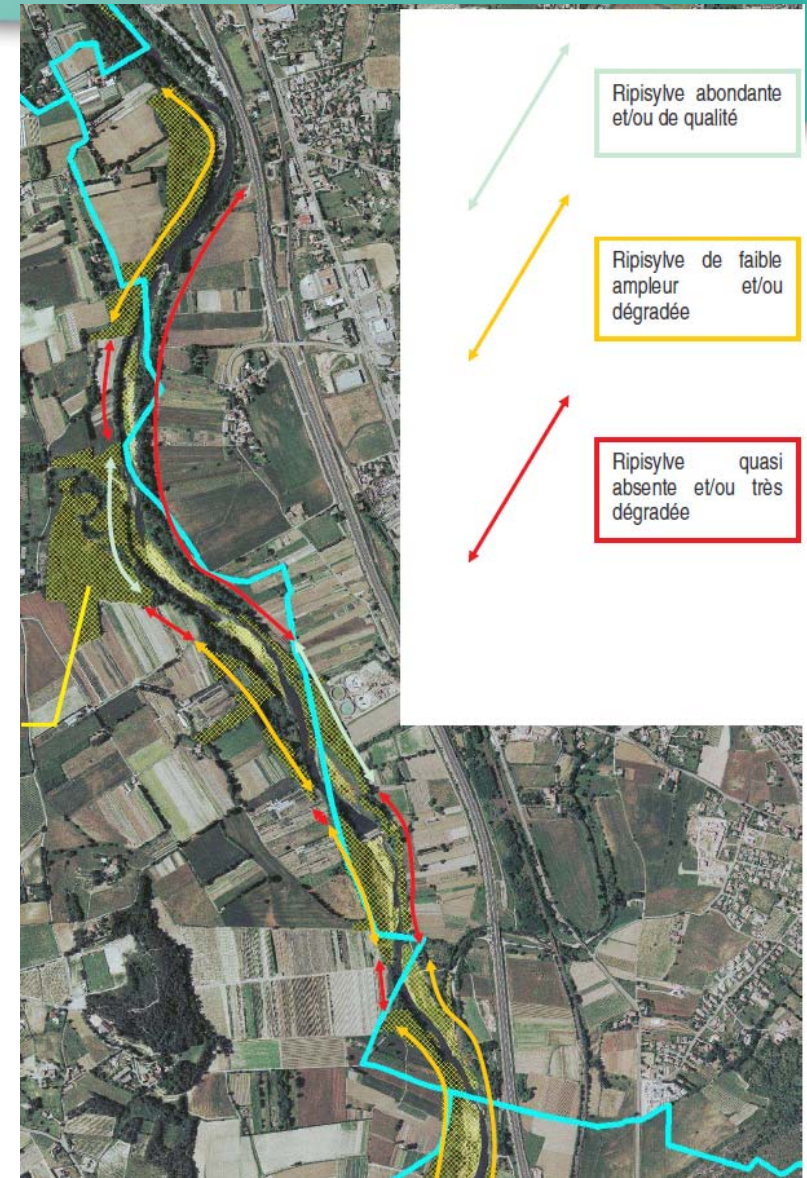 Ripisylve abondante
et/ou de qualité
Ripisylve de faible
ampleur et/ou
dégradée
Ripisylve quasi
absente et/ou très
dégradée